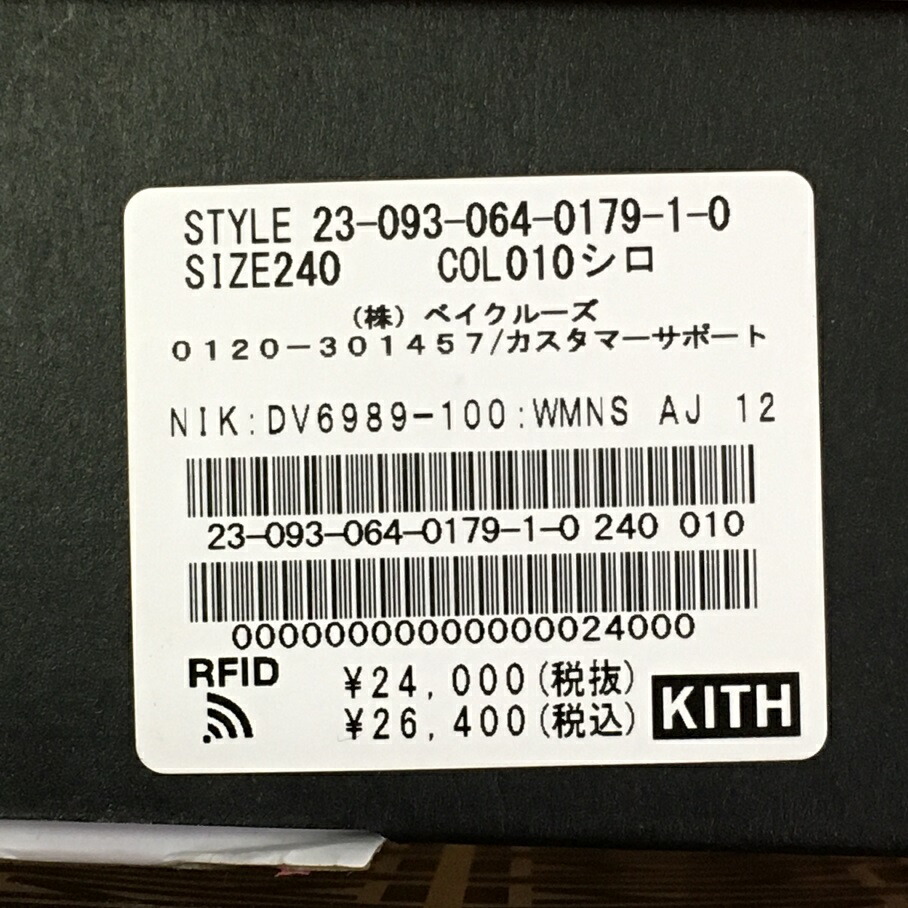 STYLE 23-093-064-0179-1-0
SIZE240 COL010シロ
(株)ベイクルーズ
0120-301457/カスタマーサポート
NIK:DV6989-100:WMNS AJ 12
23-093-064-0179-1-0 240 010
00000000000000000024000
RFID
¥24,000(税抜)
¥26,400(税込)
KITH